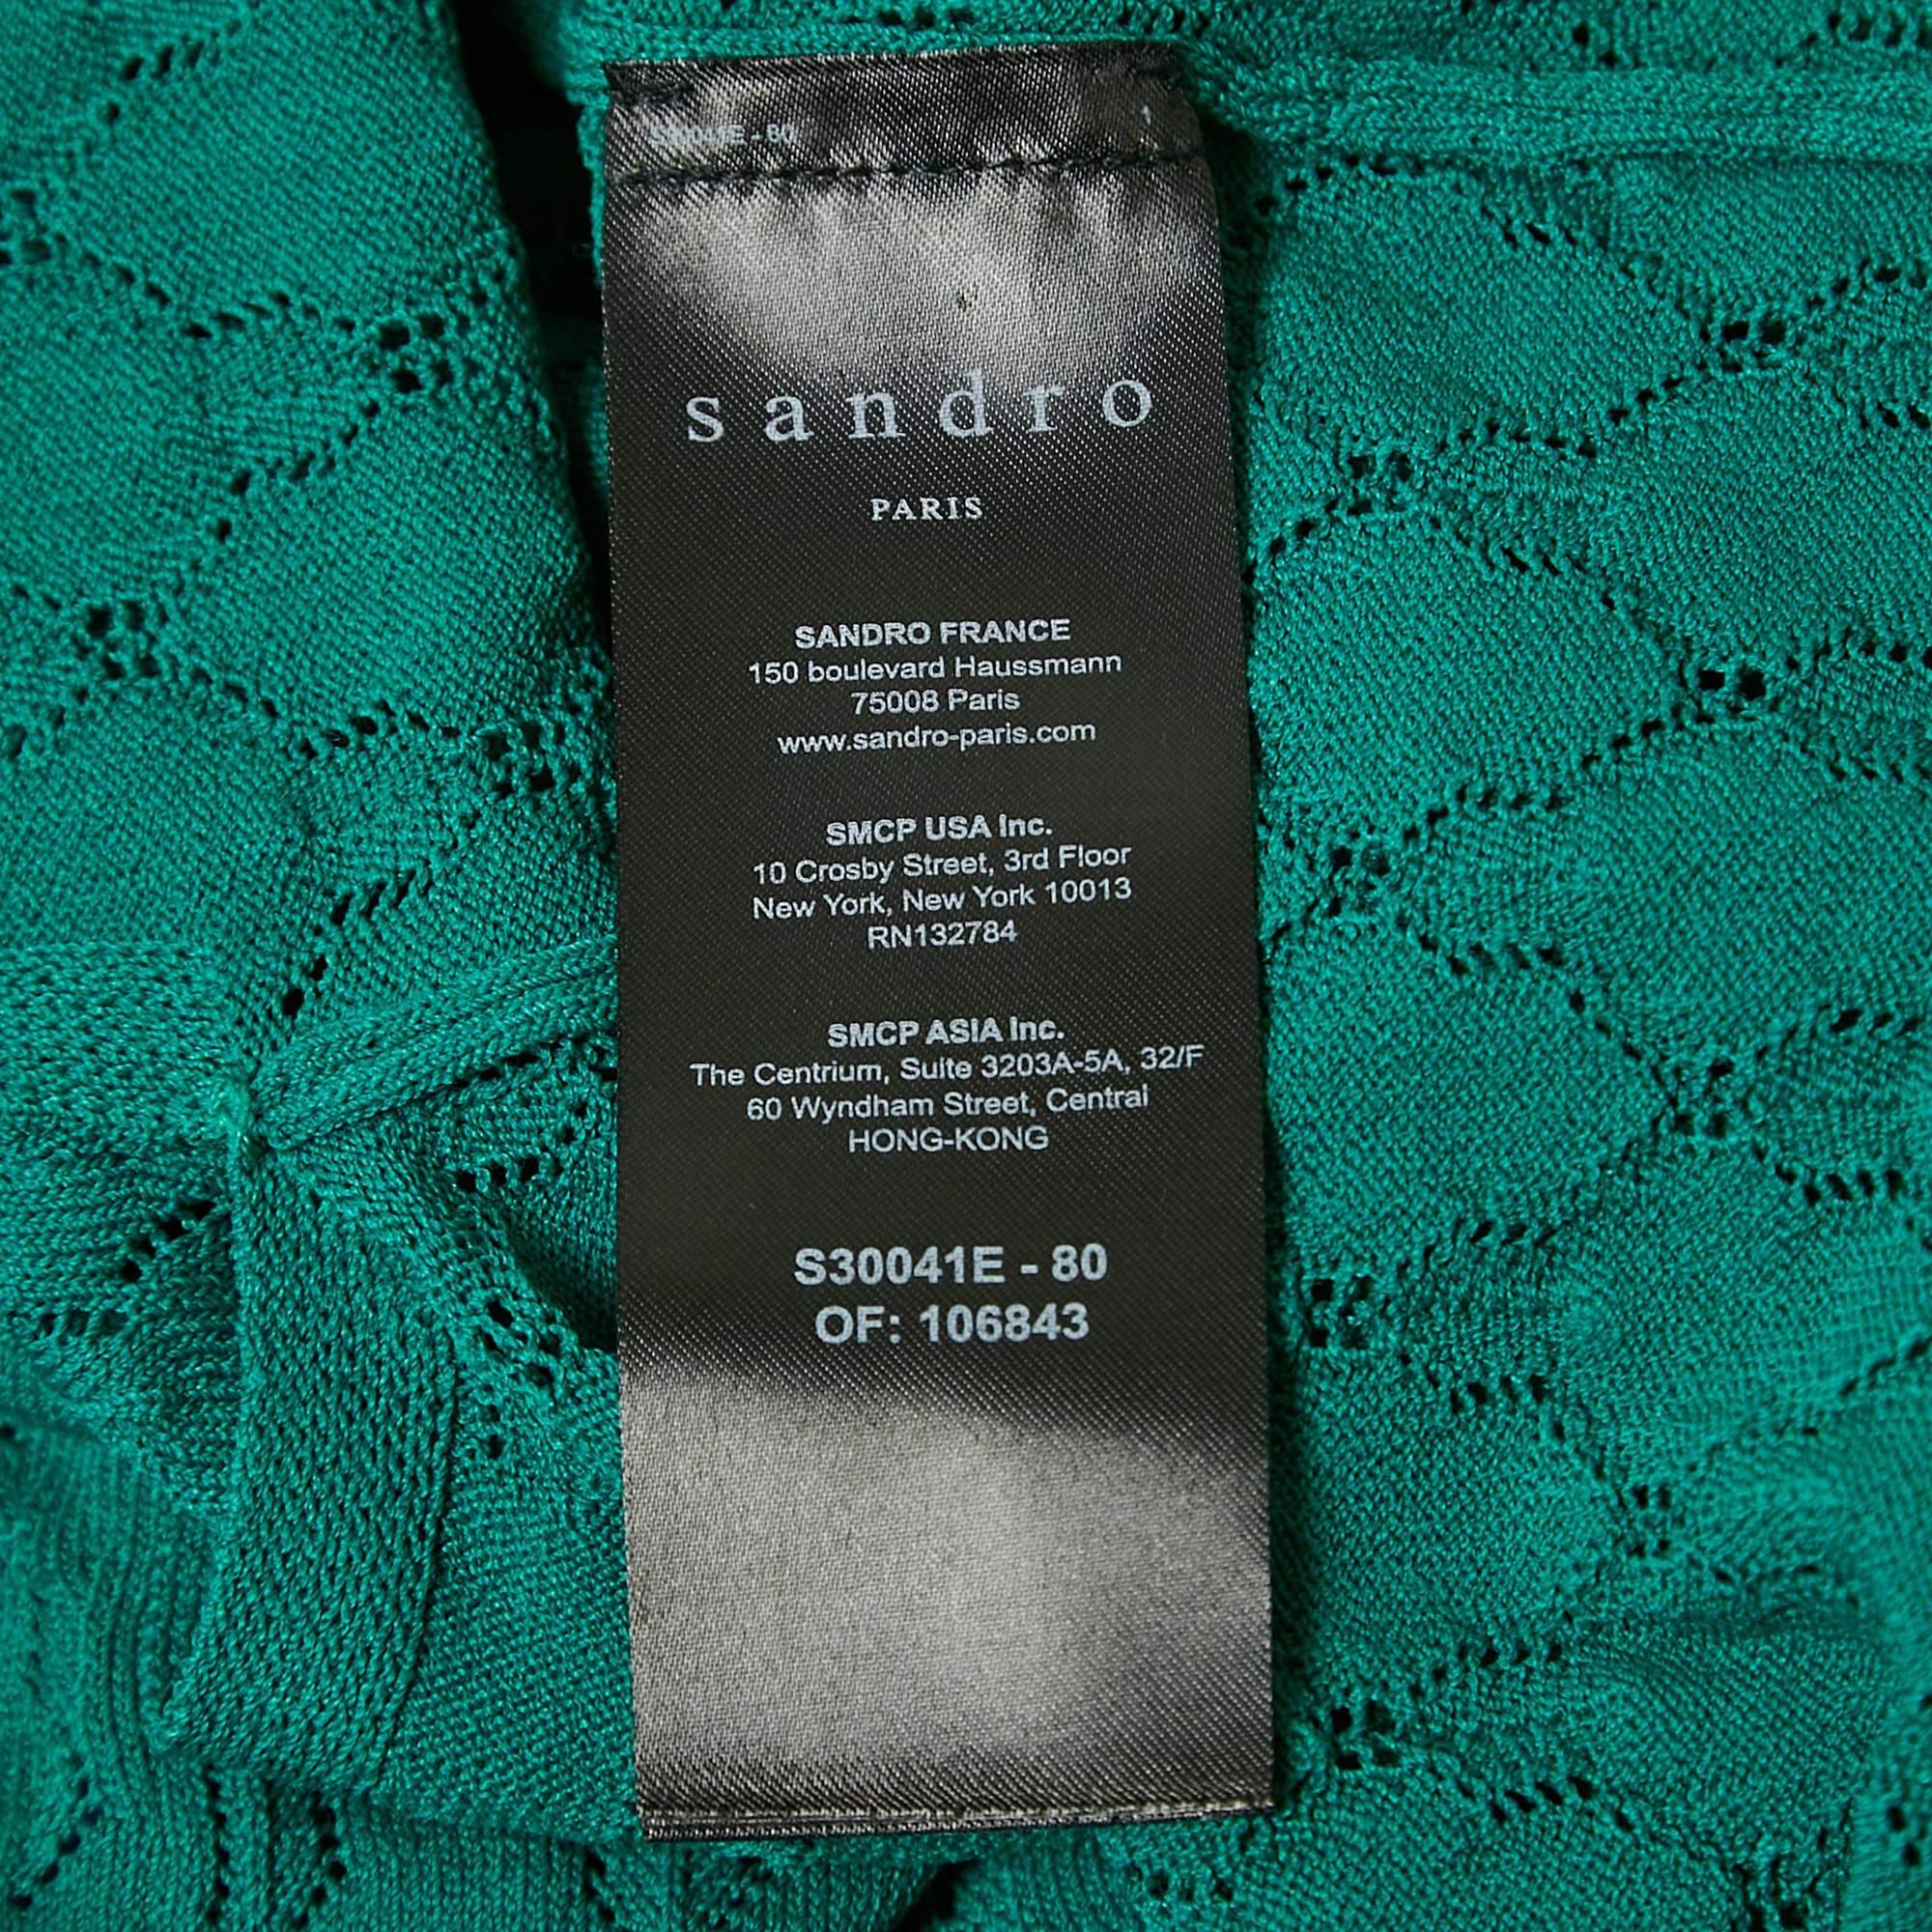 1
sandro
PARIS
SANDRO FRANCE
150 boulevard Haussmann
75008 Paris
www.sandro-paris.com
SMCP USA Inc.
10 Crosby Street, 3rd Floor
New York, New York 10013
RN132784
SMCP ASIA Inc.
The Centrium, Suite 3203A-5A, 32/F
60 Wyndham Street, Central
HONG-KONG
S30041E - 80
OF: 106843